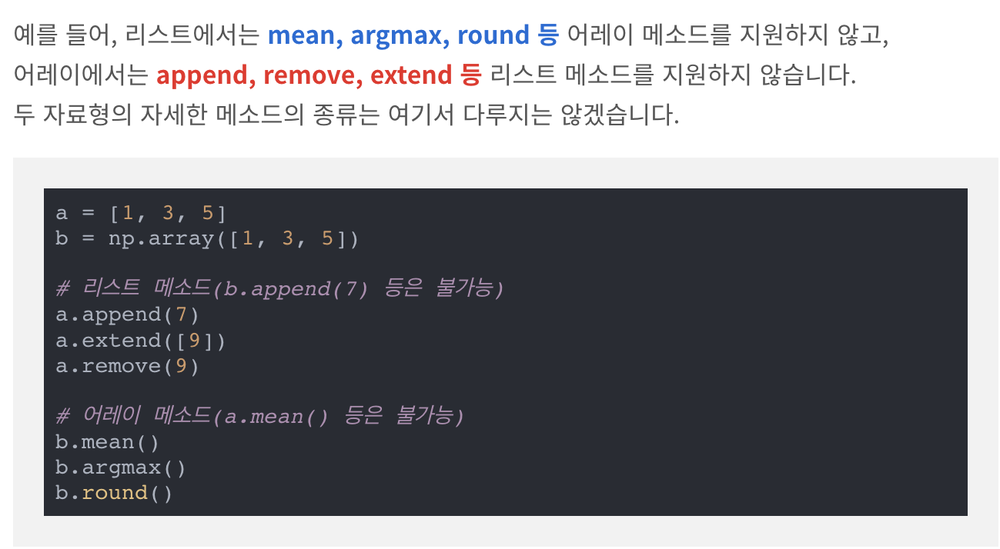 예를 들어, 리스트에서는 mean, argmax, round 등 어레이 메소드를 지원하지 않고,
어레이에서는 append, remove, extend 등 리스트 메소드를 지원하지 않습니다.
두 자료형의 자세한 메소드의 종류는 여기서 다루지는 않겠습니다.
a = [1, 3, 5]
b = np.array([1, 3, 5])
# 리스트 메소드(b.append(7) 등은 불가능)
a.append(7)
a.extend([9])
a.remove(9)
# 어레이 메소드(a.mean() 등은 불가능)
b.mean()
b.argmax()
b.round()